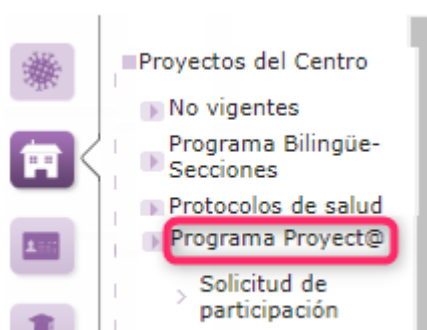 Proyectos del Centro
No vigentes
Programa Bilingüe-
Secciones
Protocolos de salud
Programa Proyect@
Solicitud de
participación